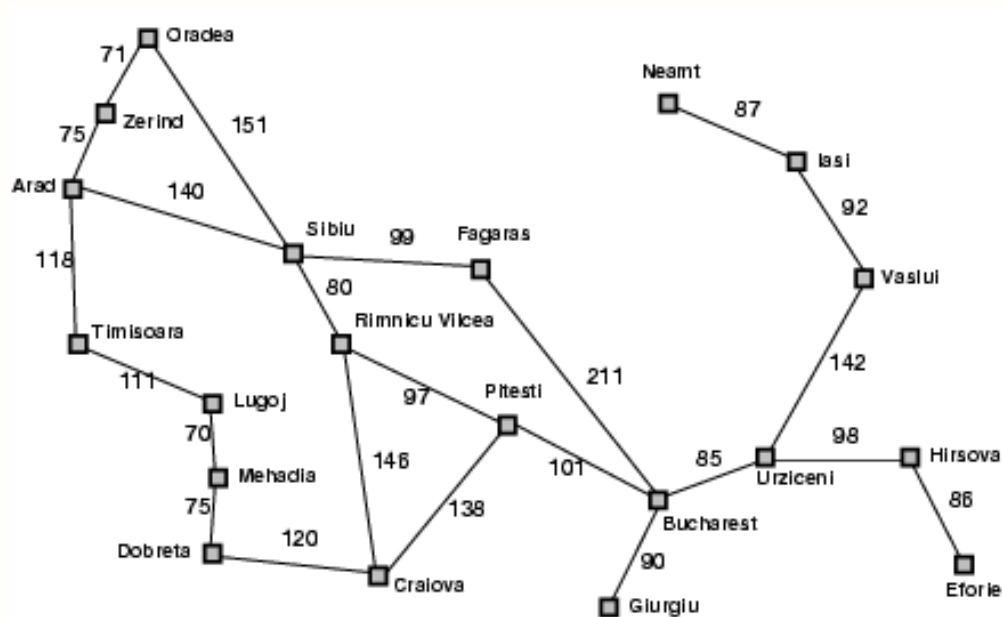 Oradea
71
Neamt
87
Zerind
151
75
Iasi
Arad
140
92
Sibiu
99
Fagaras
118
80
Vaslui
Rimnicu Vilcea
Timisoara
142
111
211
Pitesti
97
Lugoj
70
98
Hirsova
146
101
85
Urziceni
Mehadia
75
138
86
Bucharest
120
Dobreta
90
Craiova
Eforie
Giurgiu